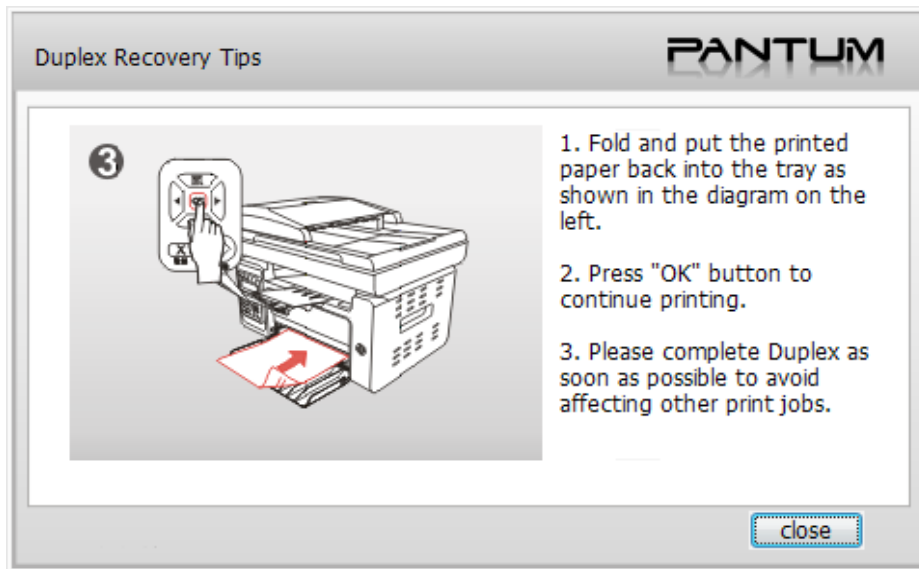 Duplex Recovery Tips
PANTUM
3
1. Fold and put the printed
paper back into the tray as
shown in the diagram on the
left.
2. Press "OK" button to
continue printing.
3. Please complete Duplex as
soon as possible to avoid
affecting other print jobs.
close